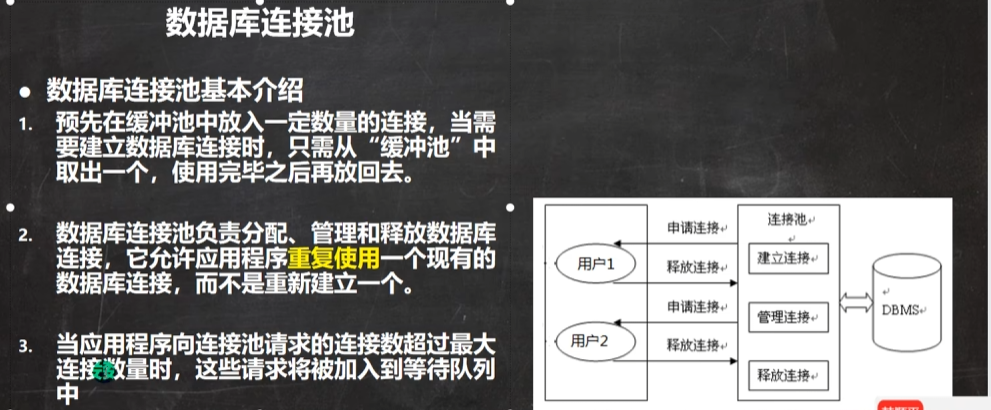 数据库连接池
● 数据库连接池基本介绍
1. 预先在缓冲池中放入一定数量的连接，当需
要建立数据库连接时，只需从“缓冲池”中
取出一个，使用完毕之后再放回去。
2. 数据库连接池负责分配、管理和释放数据库
连接，它允许应用程序重复使用一个现有的
数据库连接，而不是重新建立一个。
3. 当应用程序向连接池请求的连接数超过最大
连接数量时，这些请求将被加入到等待队列
中
连接池
申请连接
用户1
建立连接
释放连接
申请连接
DBMS
管理连接
用户2
释放连接
释放连接